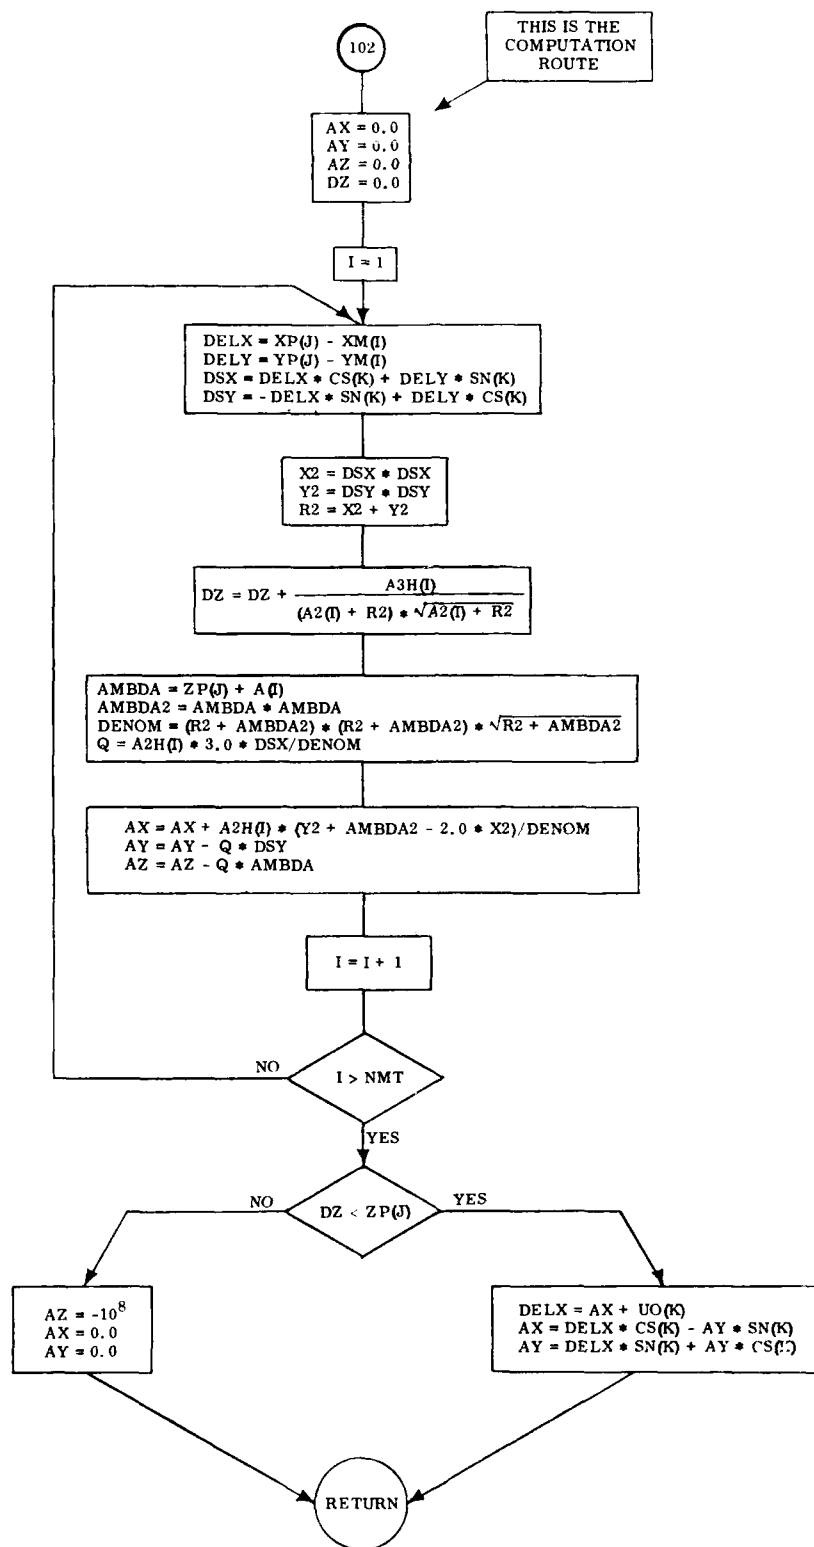 102
THIS IS THE
COMPUTATION
ROUTE
AX = 0.0
AY = 0.0
AZ = 0.0
DZ = 0.0
I = 1
DELX = XP(J) - XM(I)
DELY = YP(J) - YM(I)
DSX = DELX * CS(K) + DELY * SN(K)
DSY = - DELX * SN(K) + DELY * CS(K)
X2 = DSX * DSX
Y2 = DSY * DSY
R2 = X2 + Y2
DZ = DZ + A3H(I) / (A2(I) + R2) * √A2(I) + R2
AMBDA = ZP(J) + A(I)
AMBDA2 = AMBDA * AMBDA
DENOM = (R2 + AMBDA2) * (R2 + AMBDA2) * √R2 + AMBDA2
Q = A2H(I) * 3.0 * DSX/DENOM
AX = AX + A2H(I) * (Y2 + AMBDA2 - 2.0 * X2)/DENOM
AY = AY - Q * DSY
AZ = AZ - Q * AMBDA
I = I + 1
NO
I > NMT
YES
NO
DZ < ZP(J)
YES
AZ = -10⁸
AX = 0.0
AY = 0.0
DELX = AX + UO(K)
AX = DELX * CS(K) - AY * SN(K)
AY = DELX * SN(K) + AY * CS(K)
RETURN